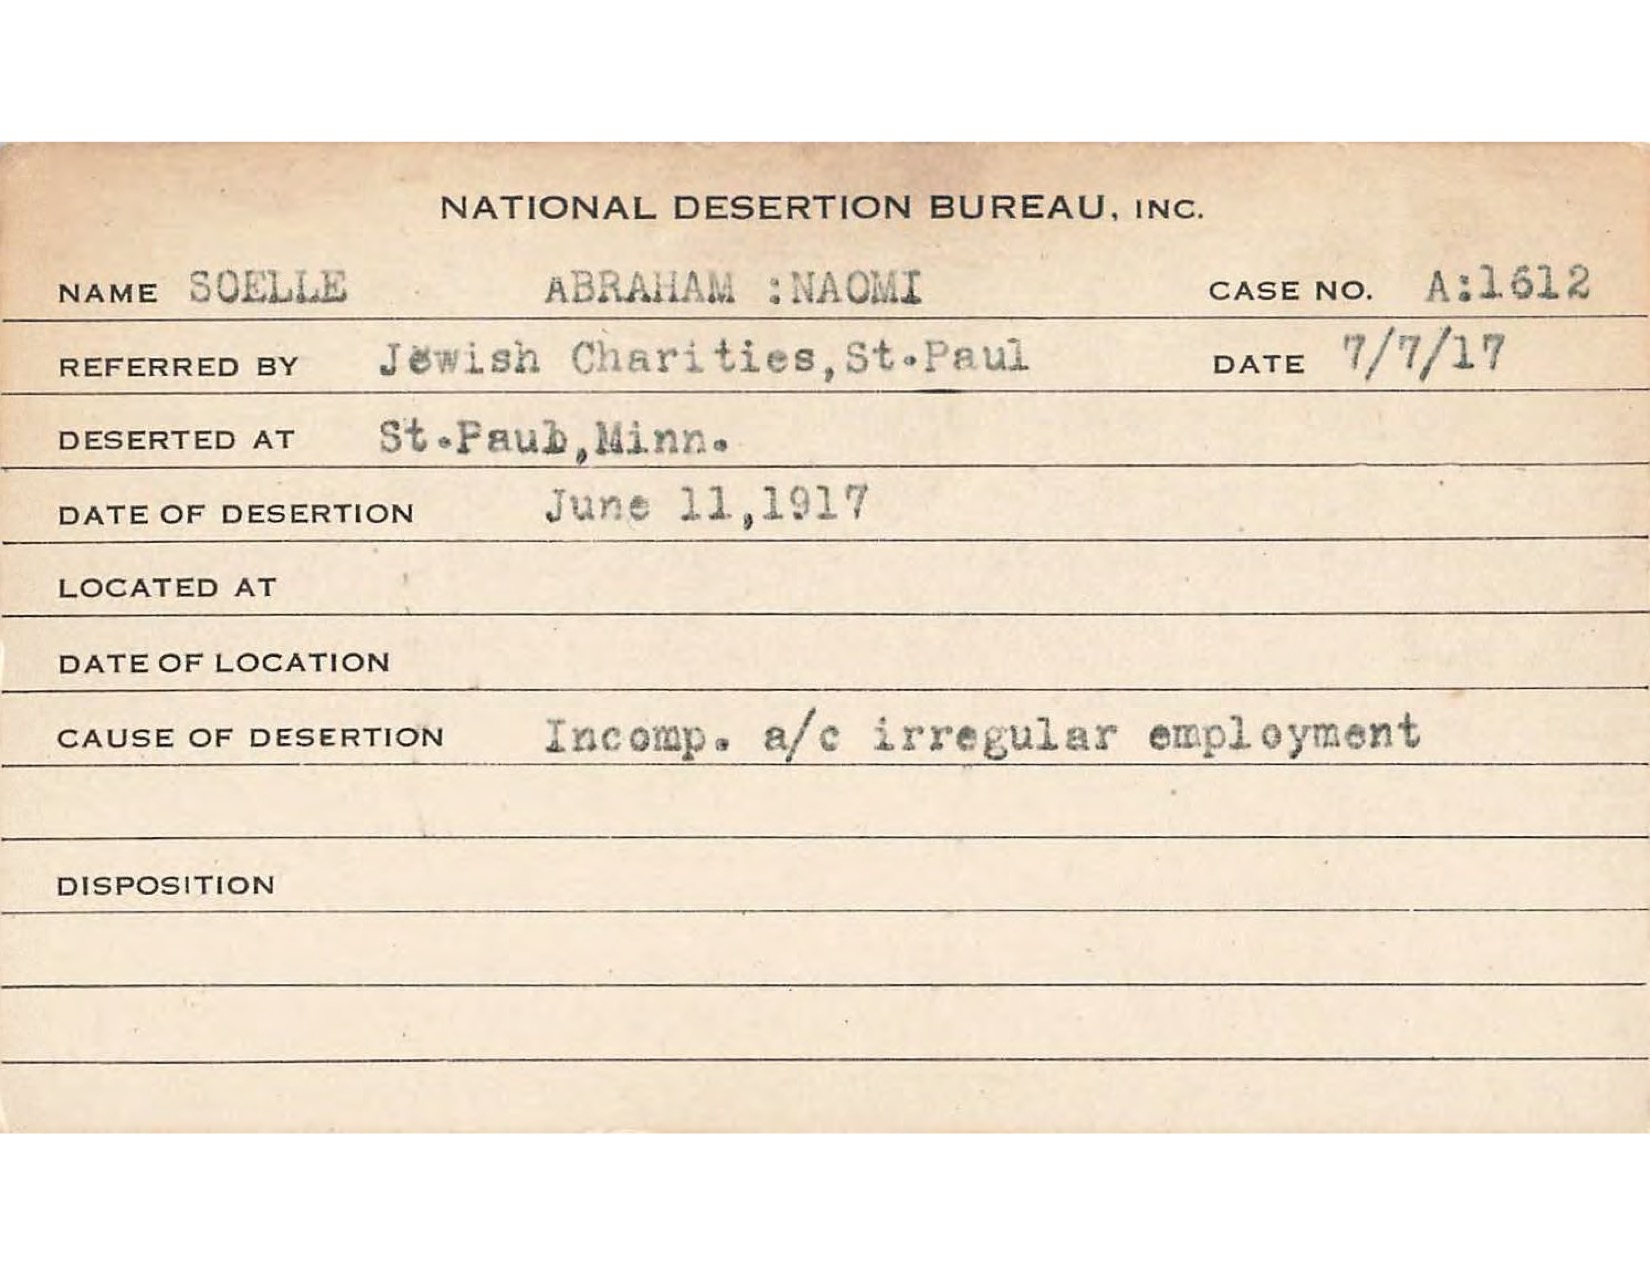 NATIONAL DESERTION BUREAU, INC.
NAME SOELLE ABRAHAM :NAOMI CASE NO. A:1612
REFERRED BY Jewish Charities,St.Paul DATE 7/7/17
DESERTED AT St.Paul,Minn.
DATE OF DESERTION June 11,1917
LOCATED AT
DATE OF LOCATION
CAUSE OF DESERTION Incomp. a/c irregular employment
DISPOSITION